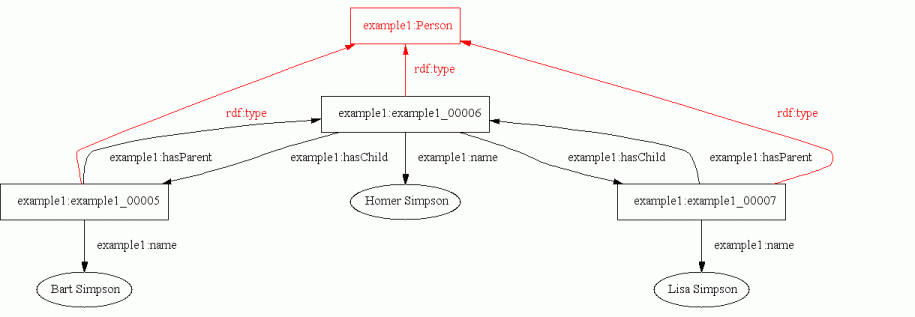 example1:Person
rdf:type
rdf:type
rdf:type
example1:example1_00006
example1:hasParent
example1:hasChild
example1:name
example1:hasChild
example1:hasParent
example1:example1_00005
Homer Simpson
example1:example1_00007
example1:name
example1:name
Bart Simpson
Lisa Simpson